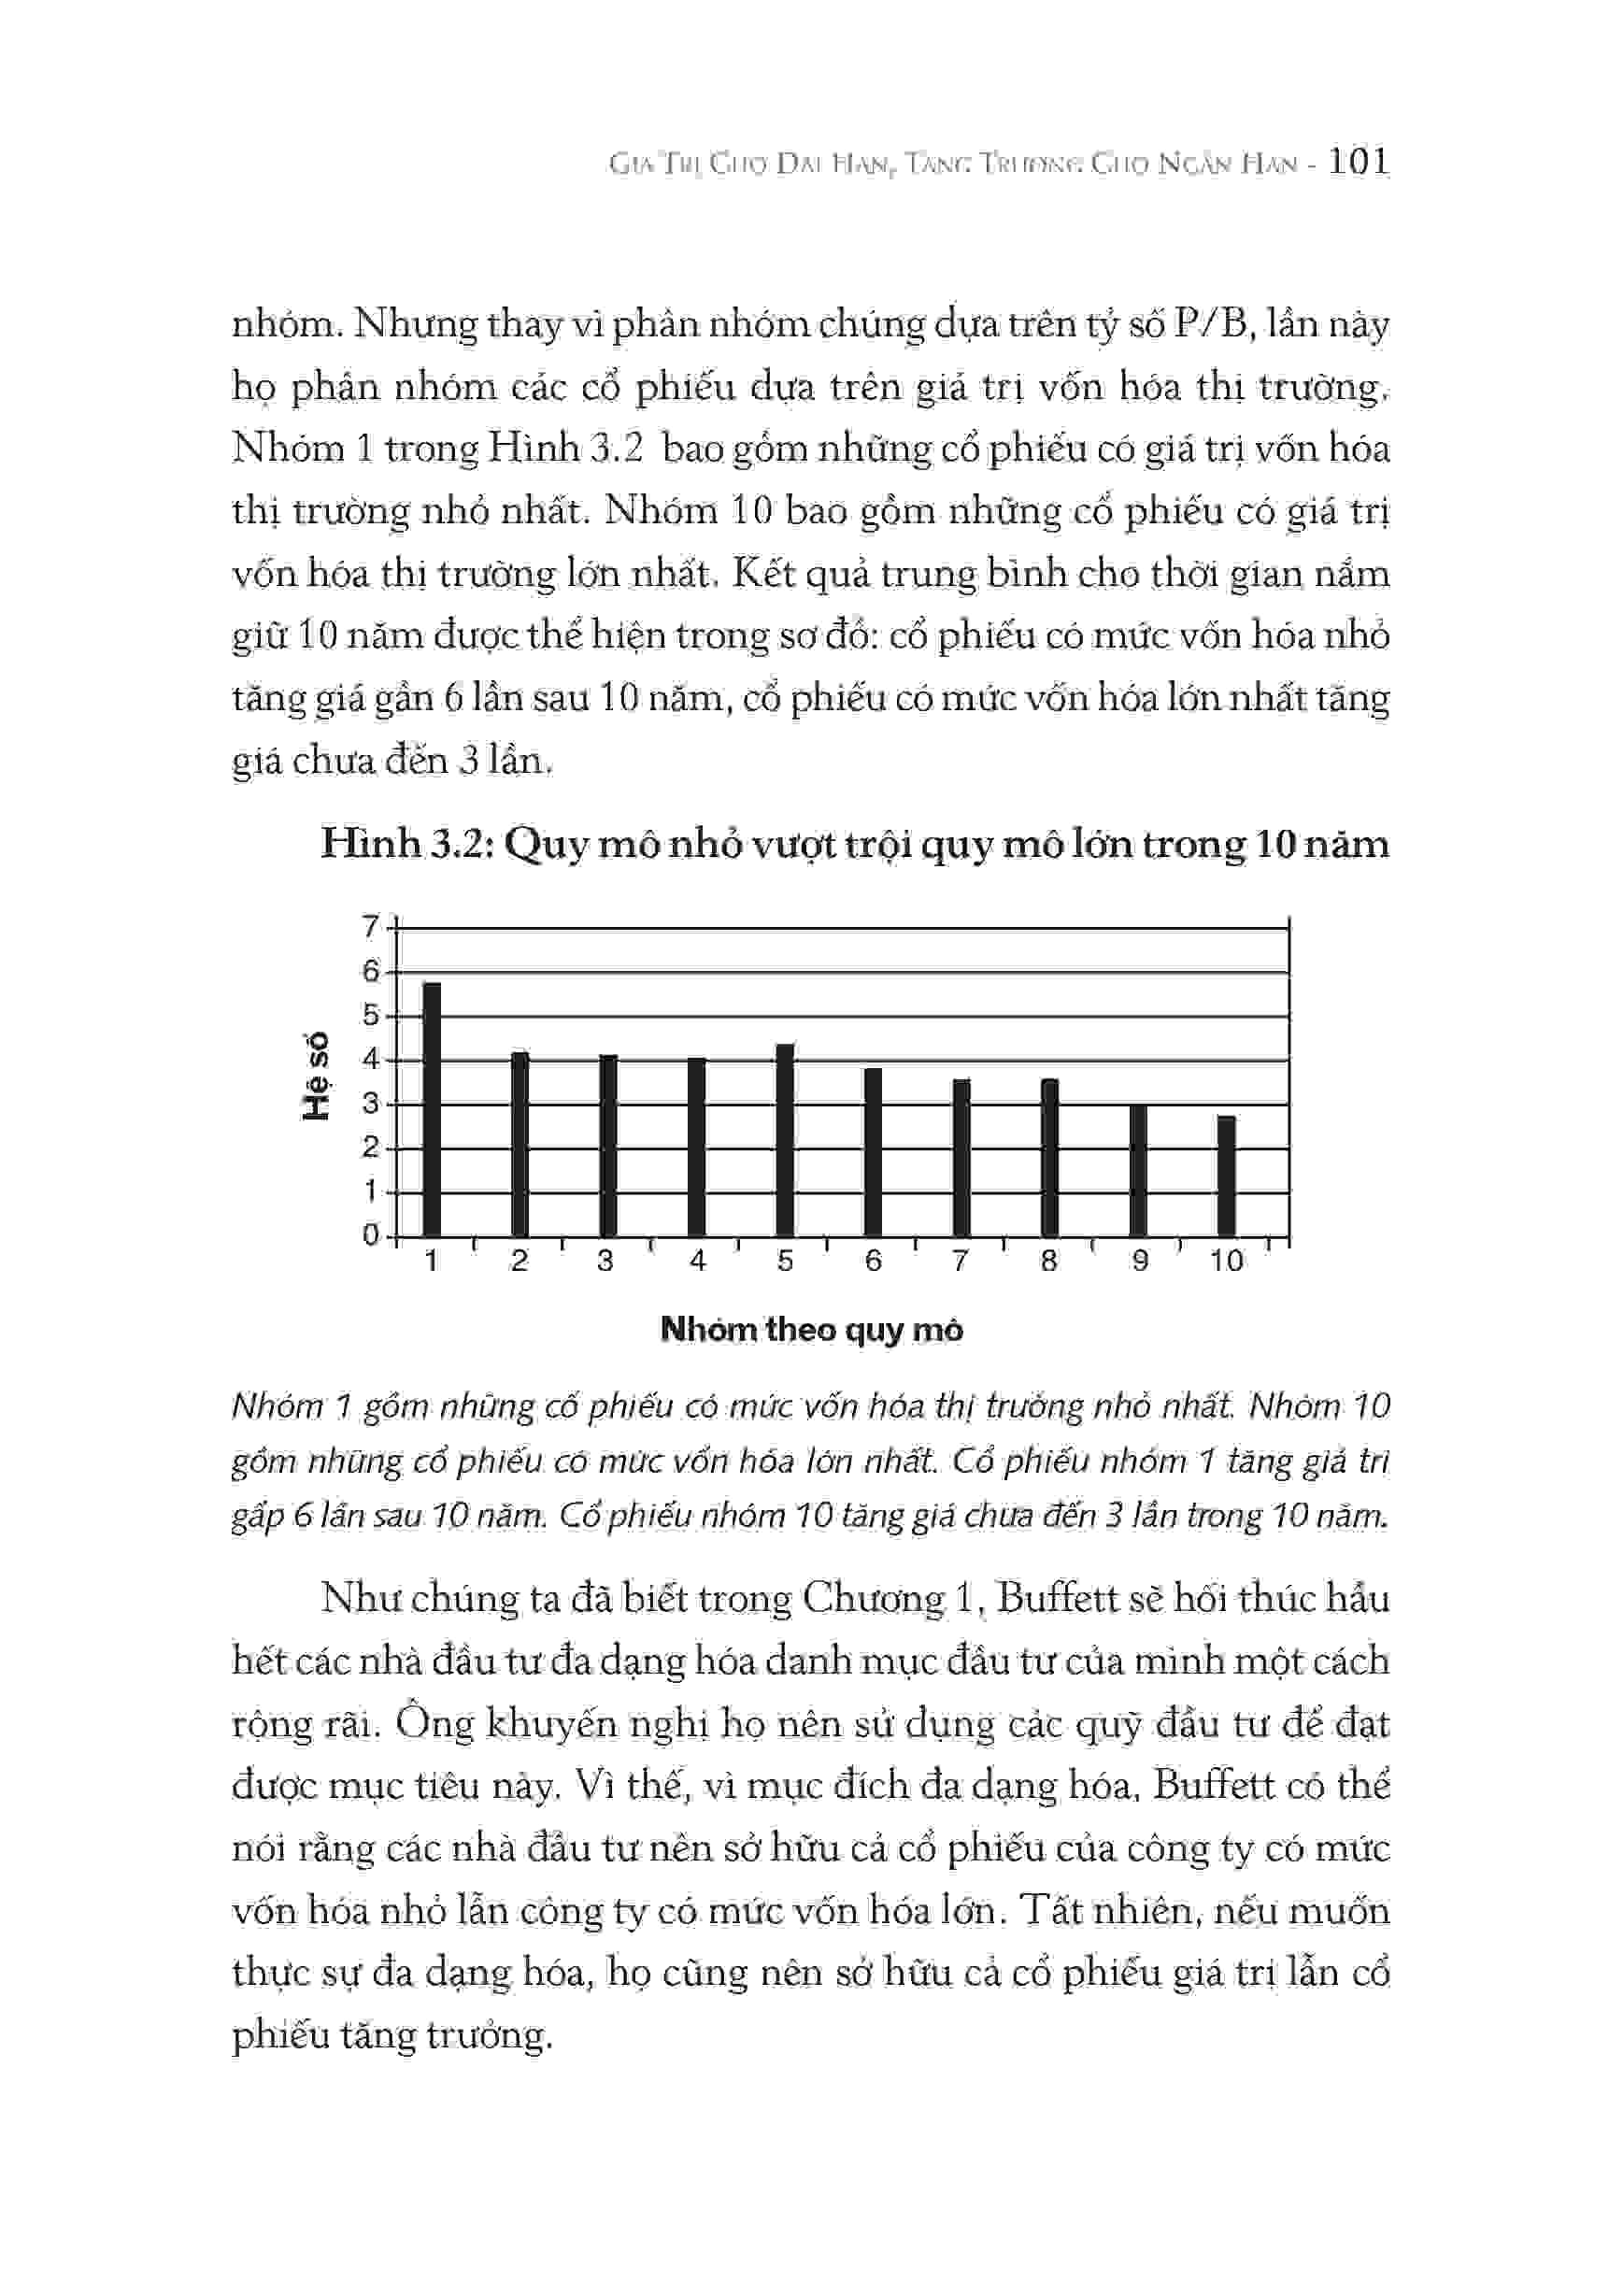 Giá Trị Cho Dài Hạn, Tăng Trưởng Cho Ngắn Hạn - 101
nhóm. Nhưng thay vì phân nhóm chúng dựa trên tỷ số P/B, lần này
họ phân nhóm các cổ phiếu dựa trên giá trị vốn hóa thị trường.
Nhóm 1 trong Hình 3.2 bao gồm những cổ phiếu có giá trị vốn hóa
thị trường nhỏ nhất. Nhóm 10 bao gồm những cổ phiếu có giá trị
vốn hóa thị trường lớn nhất. Kết quả trung bình cho thời gian nắm
giữ 10 năm được thể hiện trong sơ đồ: cổ phiếu có mức vốn hóa nhỏ
tăng giá gần 6 lần sau 10 năm, cổ phiếu có mức vốn hóa lớn nhất tăng
giá chưa đến 3 lần.
Hình 3.2: Quy mô nhỏ vượt trội quy mô lớn trong 10 năm
7
6
5
4
3
2
1
0
Hệ số
1 2 3 4 5 6 7 8 9 10
Nhóm theo quy mô
Nhóm 1 gồm những cổ phiếu có mức vốn hóa thị trường nhỏ nhất. Nhóm 10
gồm những cổ phiếu có mức vốn hóa lớn nhất. Cổ phiếu nhóm 1 tăng giá trị
gấp 6 lần sau 10 năm. Cổ phiếu nhóm 10 tăng giá chưa đến 3 lần trong 10 năm.
Như chúng ta đã biết trong Chương 1, Buffett sẽ hối thúc hầu
hết các nhà đầu tư đa dạng hóa danh mục đầu tư của mình một cách
rộng rãi. Ông khuyến nghị họ nên sử dụng các quỹ đầu tư để đạt
được mục tiêu này. Vì thế, vì mục đích đa dạng hóa, Buffett có thể
nói rằng các nhà đầu tư nên sở hữu cả cổ phiếu của công ty có mức
vốn hóa nhỏ lẫn công ty có mức vốn hóa lớn. Tất nhiên, nếu muốn
thực sự đa dạng hóa, họ cũng nên sở hữu cả cổ phiếu giá trị lẫn cổ
phiếu tăng trưởng.